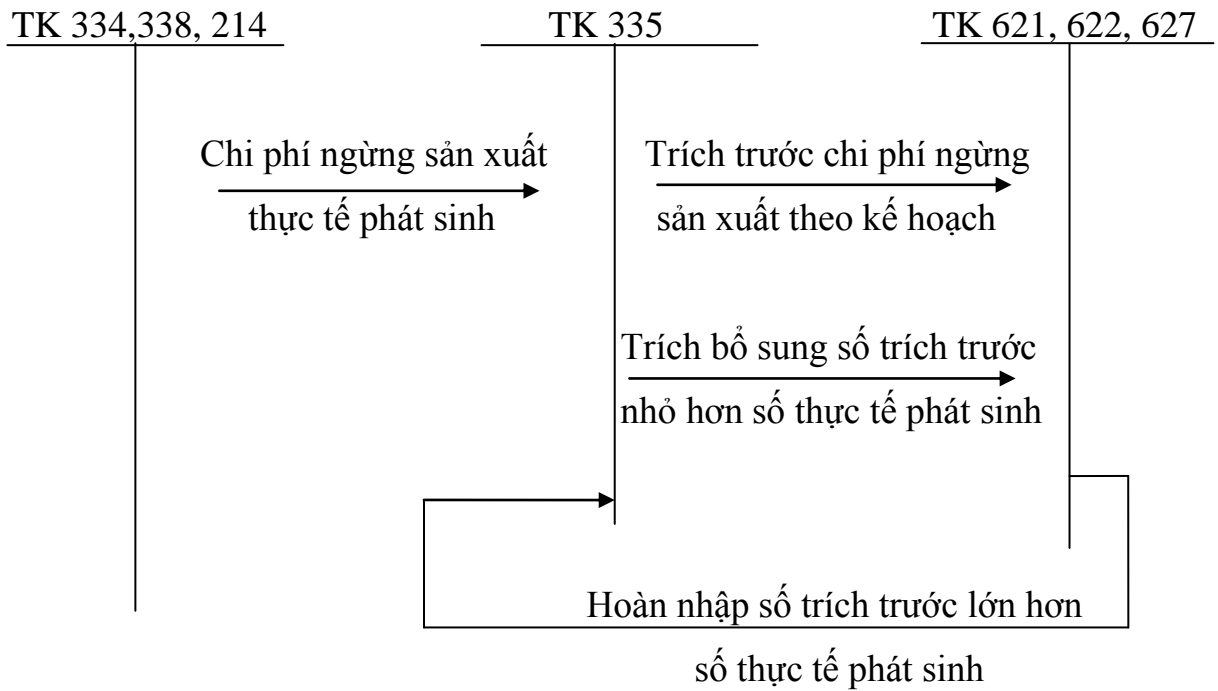 TK 334,338, 214
TK 335
TK 621, 622, 627
Chi phí ngừng sản xuất
thực tế phát sinh
Trích trước chi phí ngừng
sản xuất theo kế hoạch
Trích bổ sung số trích trước
nhỏ hơn số thực tế phát sinh
Hoàn nhập số trích trước lớn hơn
số thực tế phát sinh